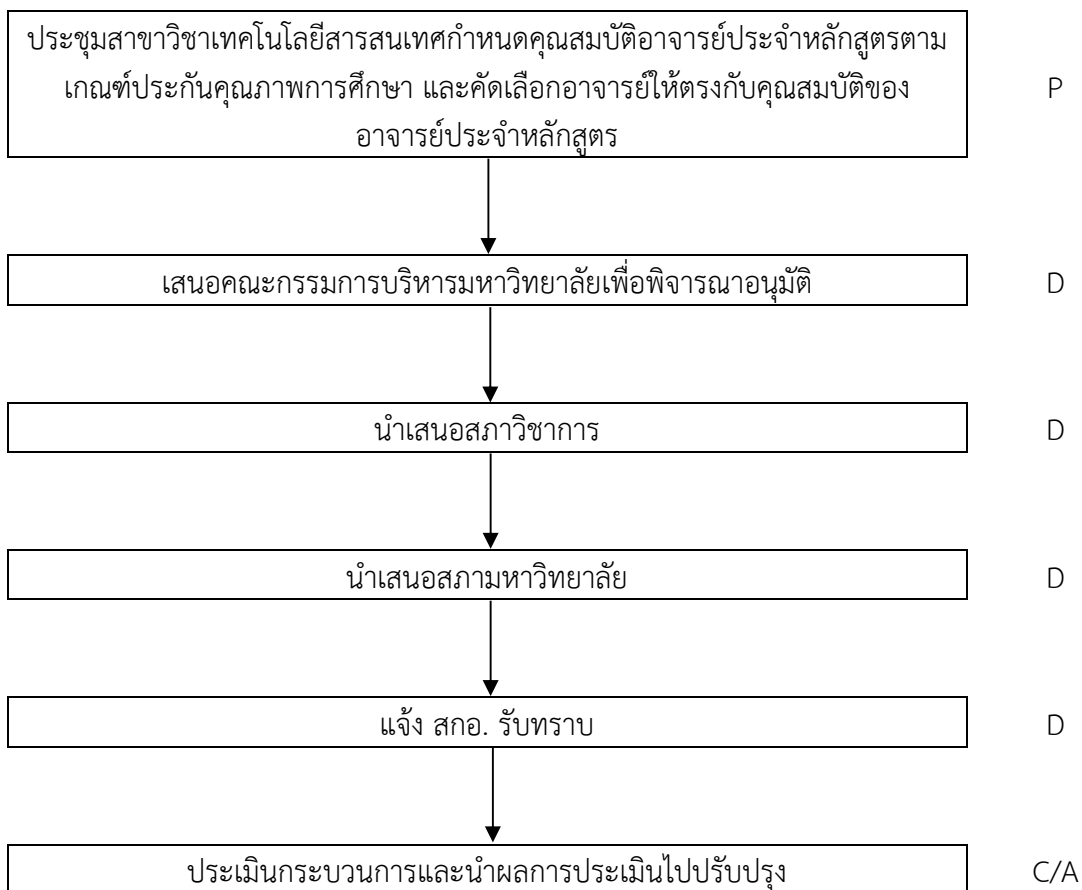 ประชุมสาขาวิชาเทคโนโลยีสารสนเทศกำหนดคุณสมบัติอาจารย์ประจำหลักสูตรตาม
เกณฑ์ประกันคุณภาพการศึกษา และคัดเลือกอาจารย์ให้ตรงกับคุณสมบัติของ
อาจารย์ประจำหลักสูตร
P
เสนอคณะกรรมการบริหารมหาวิทยาลัยเพื่อพิจารณาอนุมัติ
D
นำเสนอสภาวิชาการ
D
นำเสนอสภามหาวิทยาลัย
D
แจ้ง สกอ. รับทราบ
D
ประเมินกระบวนการและนำผลการประเมินไปปรับปรุง
C/A